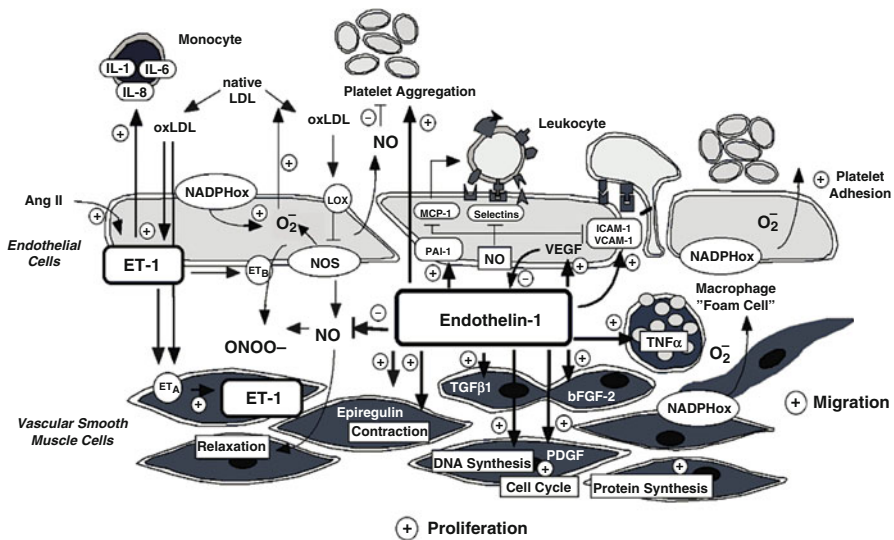 Monocyte
IL-1
IL-6
IL-8
native
LDL
Platelet Aggregation
oxLDL
oxLDL
NO
Leukocyte
Platelet
Adhesion
Ang II
NADPHox
O₂⁻
LOX
MCP-1
Selectins
ICAM-1
VCAM-1
O₂⁻
Endothelial
Cells
ET-1
ETB
NOS
PAI-1
NO
VEGF
NADPHox
Macrophage
"Foam Cell"
Endothelin-1
TNFα
O₂⁻
ONOO–
NO
ETA
ET-1
TGFβ1
bFGF-2
NADPHox
+ Migration
Vascular Smooth
Muscle Cells
Epiregulin
Contraction
Relaxation
DNA Synthesis
PDGF
Cell Cycle
Protein Synthesis
+ Proliferation